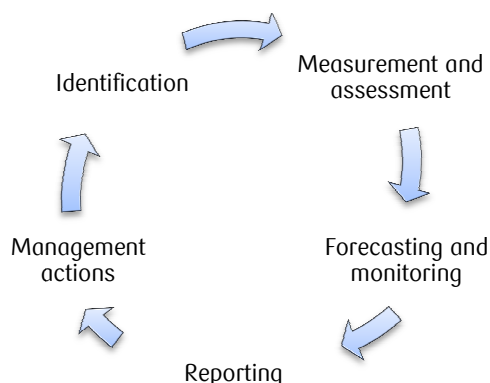 Identification
Measurement and
assessment
Forecasting and
monitoring
Reporting
Management
actions